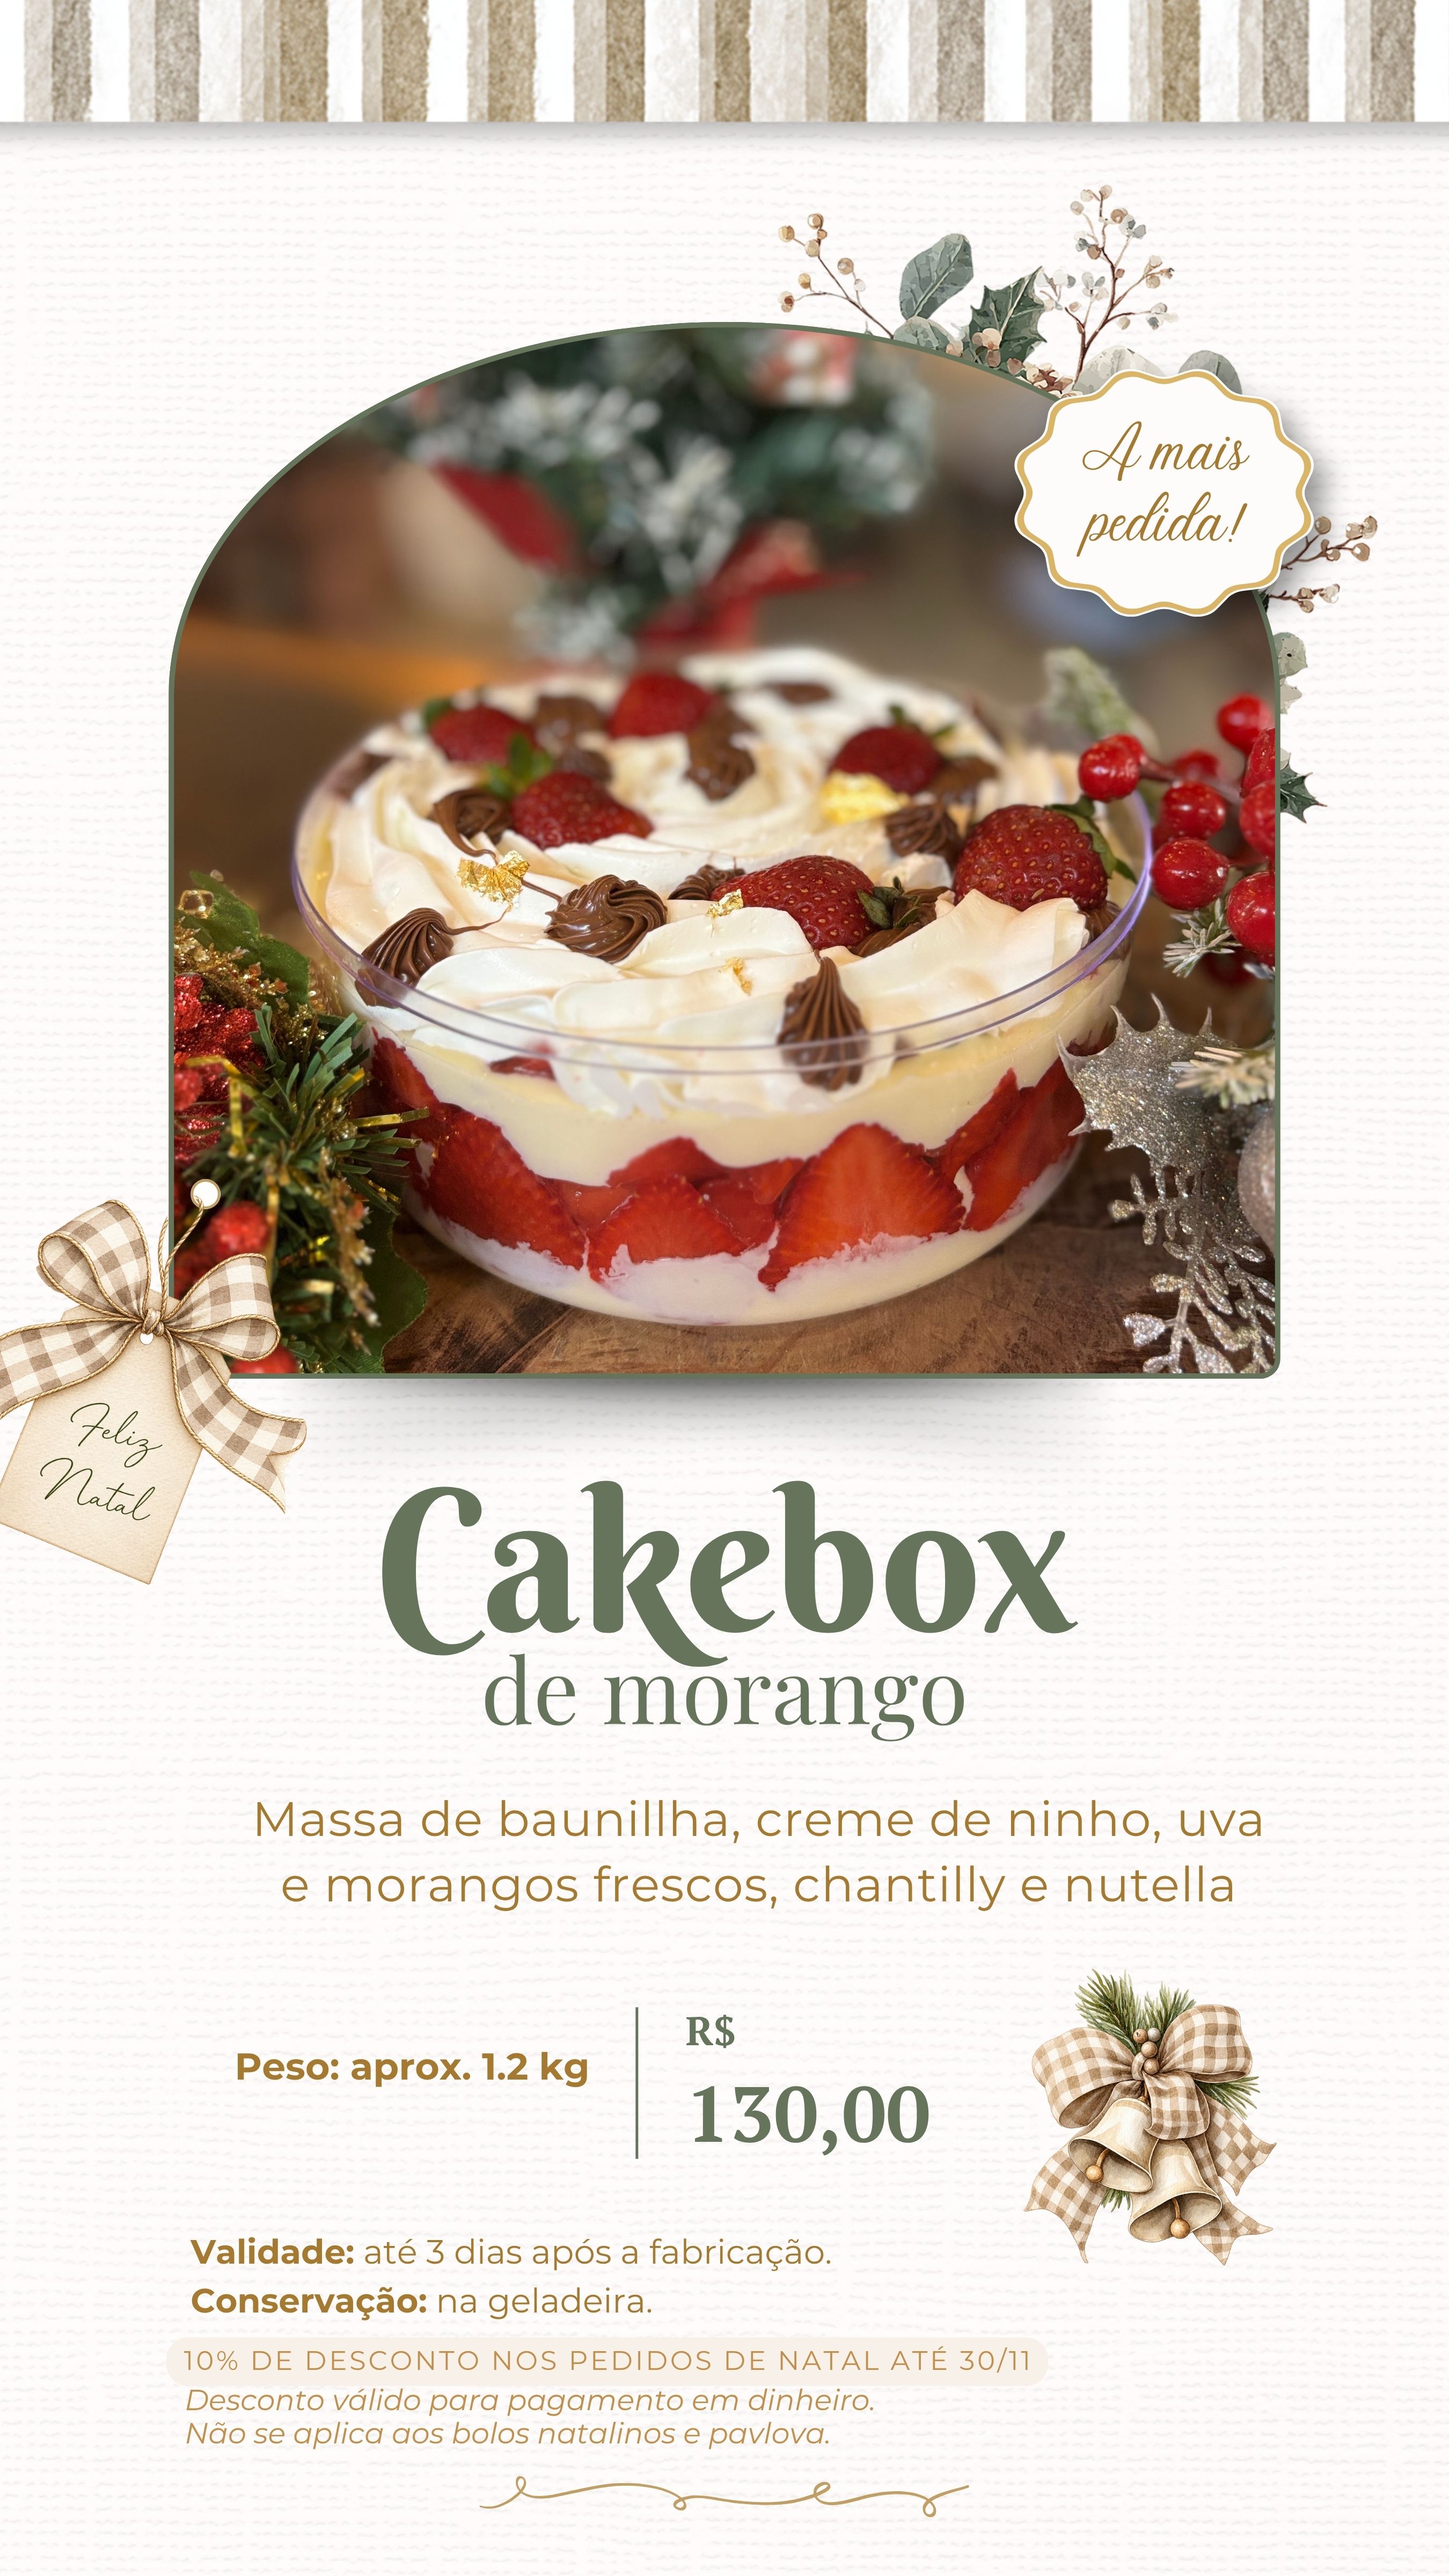 A mais
pedida!
Feliz
Natal
Cakebox
de morango
Massa de baunillha, creme de ninho, uva
e morangos frescos, chantilly e nutella
Peso: aprox. 1.2 kg
R$
130,00
Validade: até 3 dias após a fabricação.
Conservação: na geladeira.
10% DE DESCONTO NOS PEDIDOS DE NATAL ATÉ 30/11
Desconto válido para pagamento em dinheiro.
Não se aplica aos bolos natalinos e pavlova.